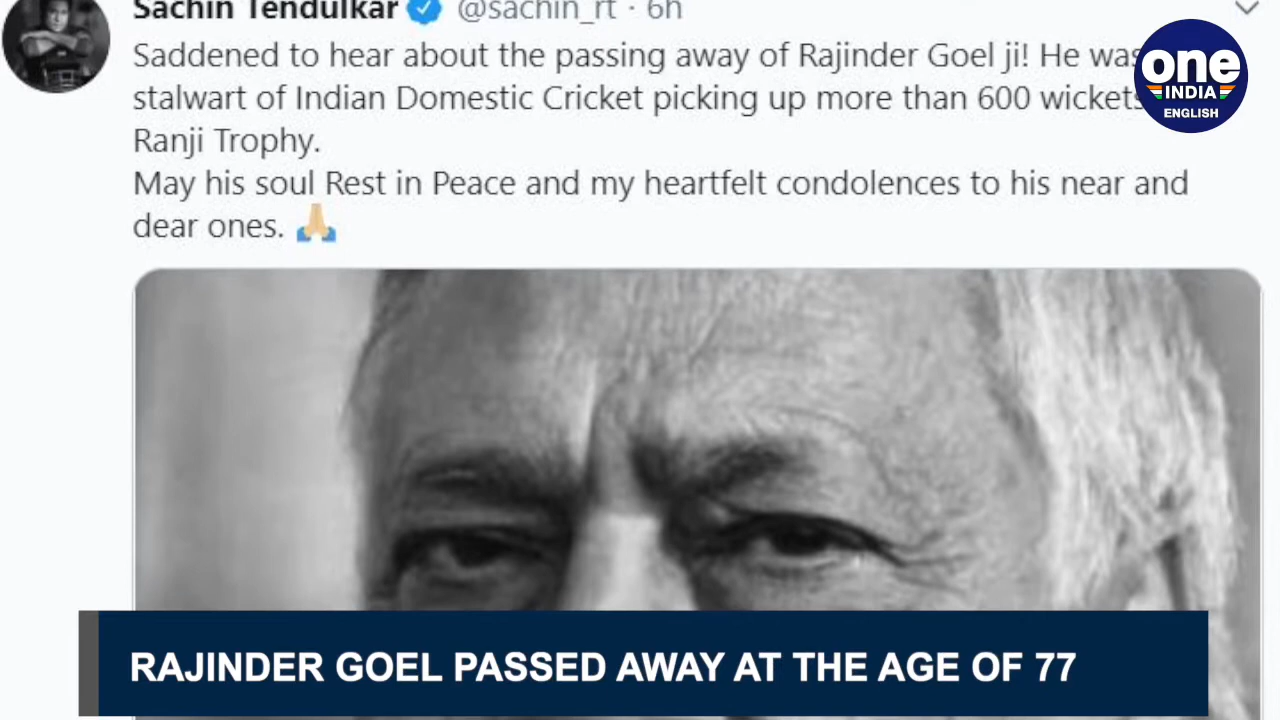 Sachin Tendulkar @sachin_rt · 6h
Saddened to hear about the passing away of Rajinder Goel ji! He was
stalwart of Indian Domestic Cricket picking up more than 600 wickets
Ranji Trophy.
May his soul Rest in Peace and my heartfelt condolences to his near and
dear ones. 🙏🏼
one
INDIA
ENGLISH
RAJINDER GOEL PASSED AWAY AT THE AGE OF 77